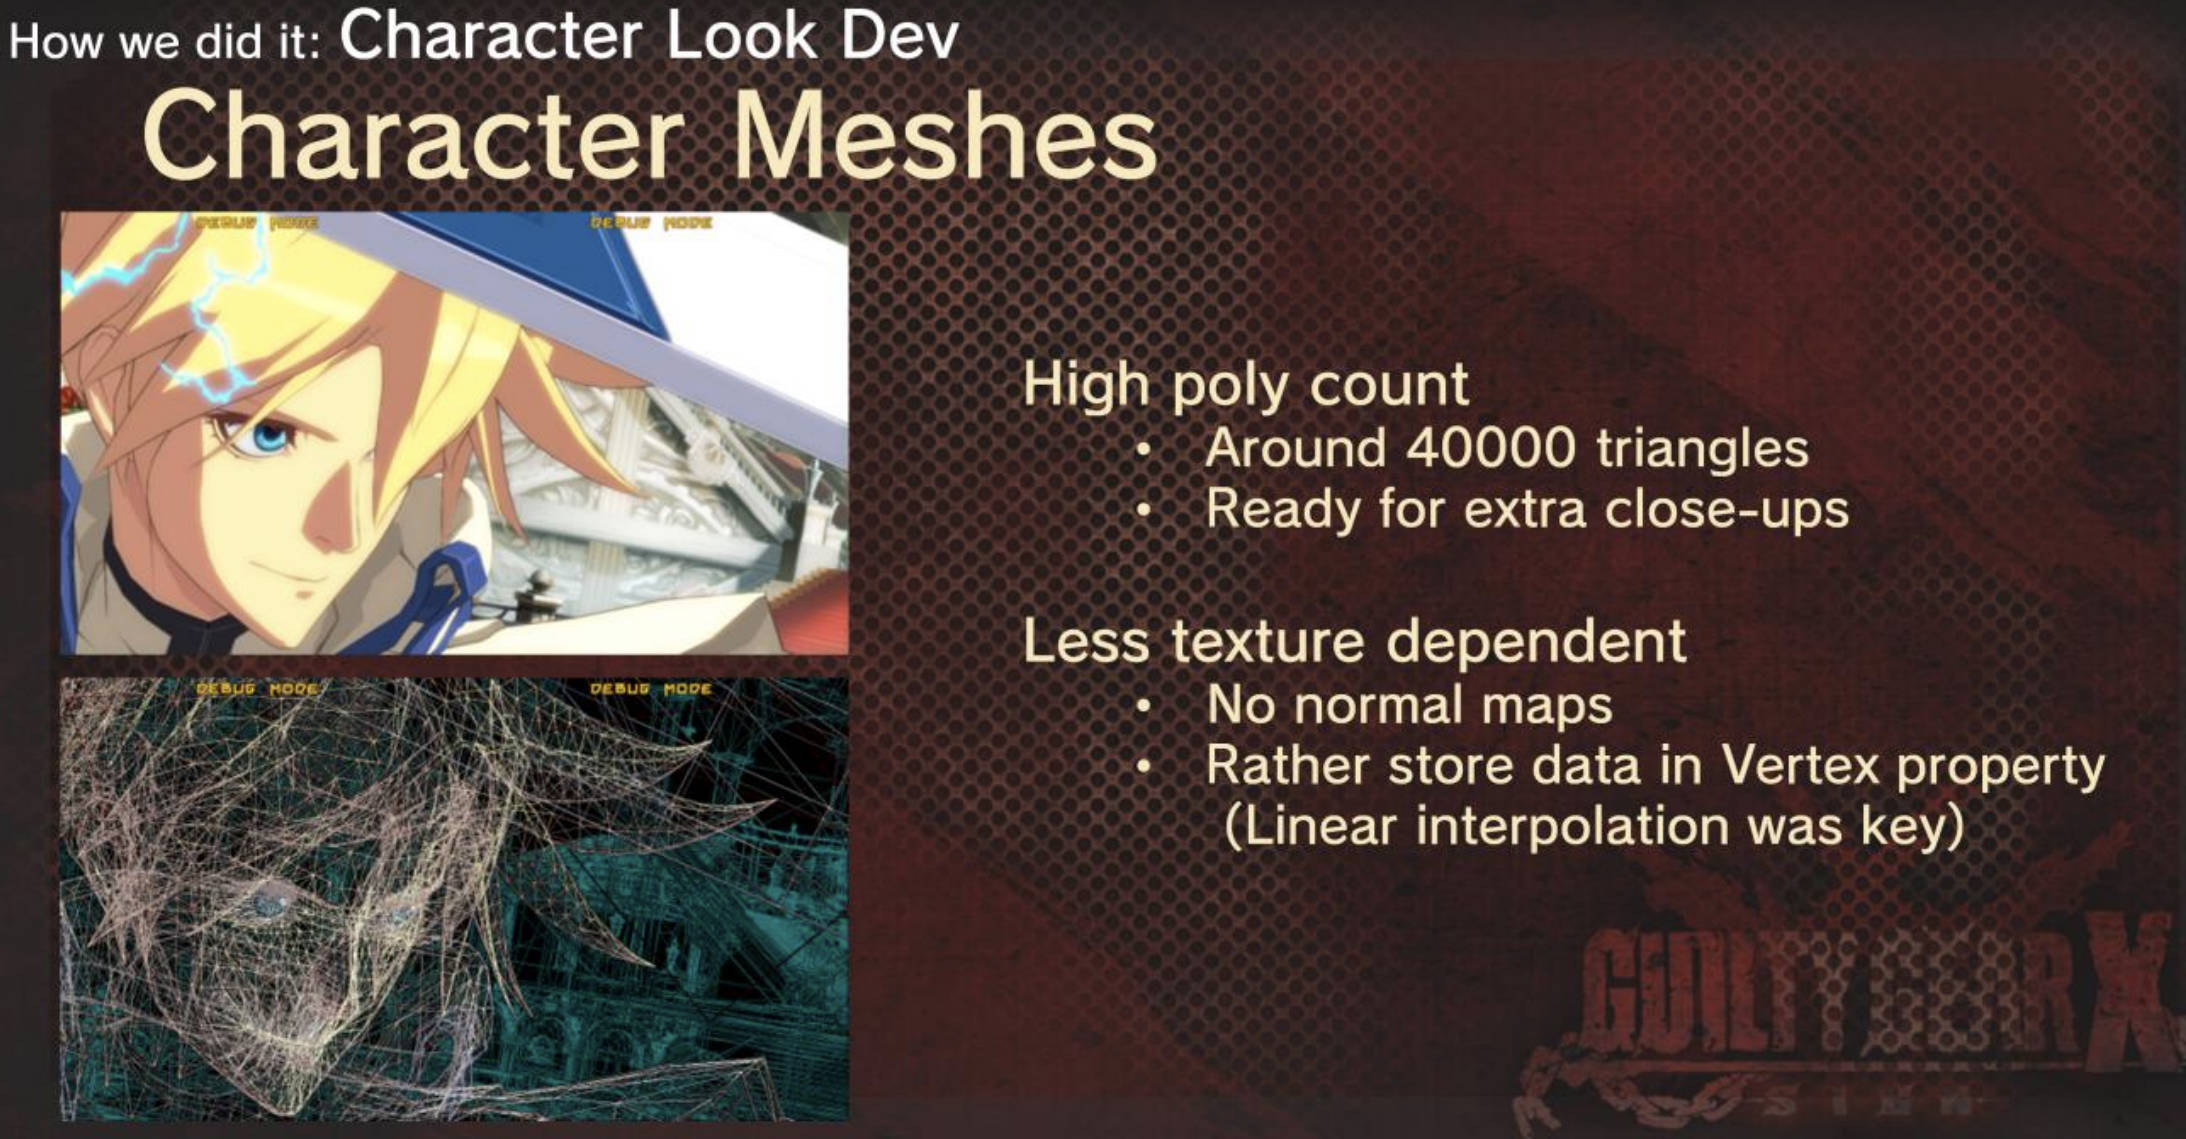 How we did it: Character Look Dev
Character Meshes
DEBUG MODE DEBUG MODE
High poly count
• Around 40000 triangles
• Ready for extra close-ups
Less texture dependent
• No normal maps
• Rather store data in Vertex property
(Linear interpolation was key)
DEBUG MODE DEBUG MODE
GUILTY GEAR X
SIGN